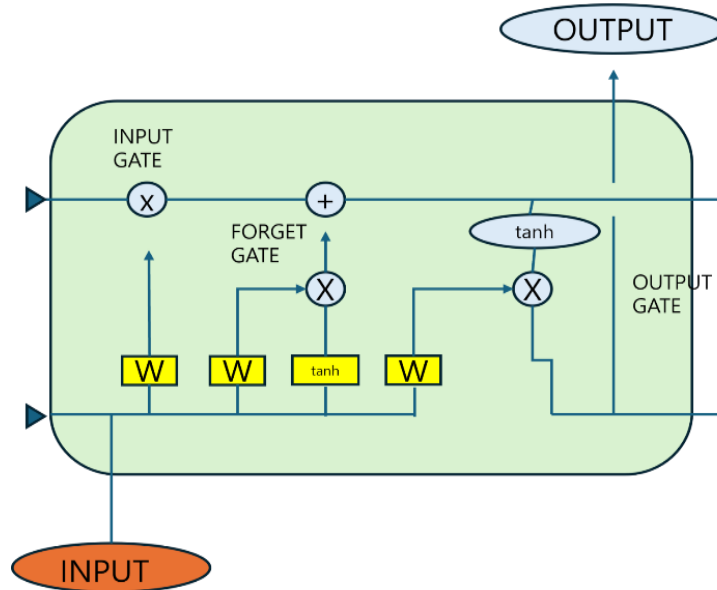 OUTPUT
INPUT
GATE
x
+
FORGET
GATE
tanh
X
X
OUTPUT
GATE
W
W
tanh
W
INPUT